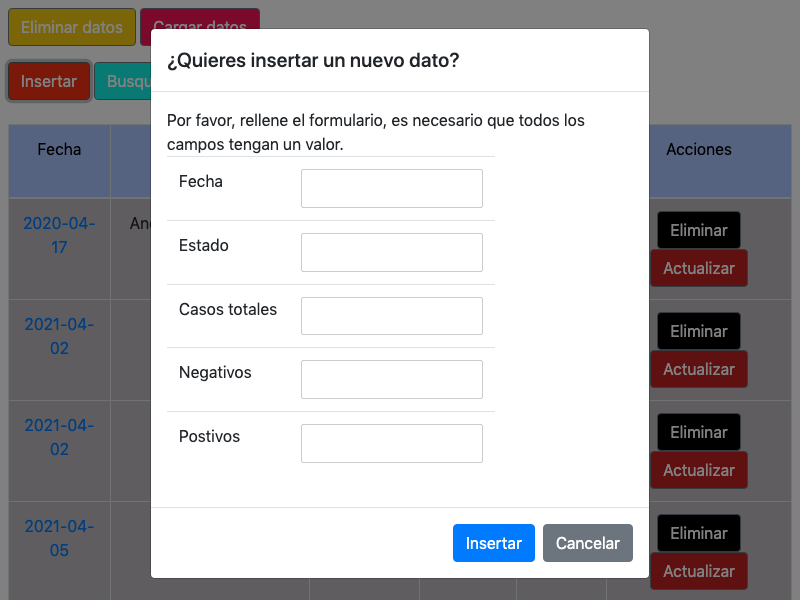 Eliminar datos Cargar datos
Insertar
¿Quieres insertar un nuevo dato?
Por favor, rellene el formulario, es necesario que todos los
campos tengan un valor.
Fecha
Estado
Casos totales
Negativos
Postivos
Insertar Cancelar
Fecha Acciones
2020-04-
17
Eliminar
Actualizar
2021-04-
02
Eliminar
Actualizar
2021-04-
02
Eliminar
Actualizar
2021-04-
05
Eliminar
Actualizar